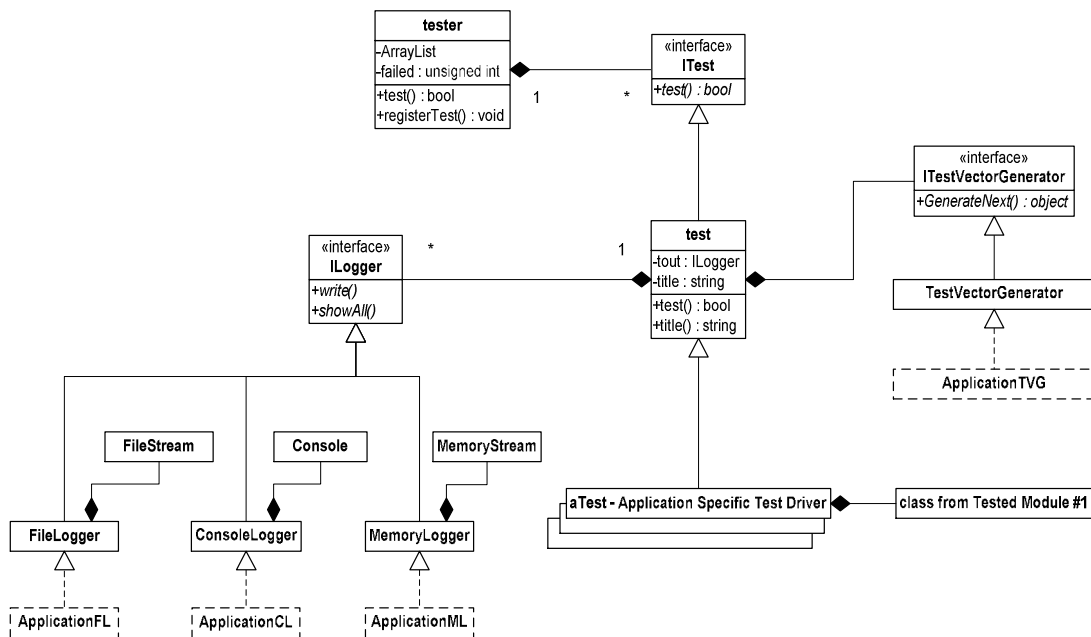 tester
-ArrayList
-failed : unsigned int
+test() : bool
+registerTest() : void
1
*
«interface»
ITest
+test() : bool
«interface»
ITestVectorGenerator
+GenerateNext() : object
TestVectorGenerator
ApplicationTVG
test
-tout : ILogger
-title : string
+test() : bool
+title() : string
1
*
«interface»
ILogger
+write()
+showAll()
FileStream
Console
MemoryStream
FileLogger
ConsoleLogger
MemoryLogger
ApplicationFL
ApplicationCL
ApplicationML
aTest - Application Specific Test Driver
class from Tested Module #1